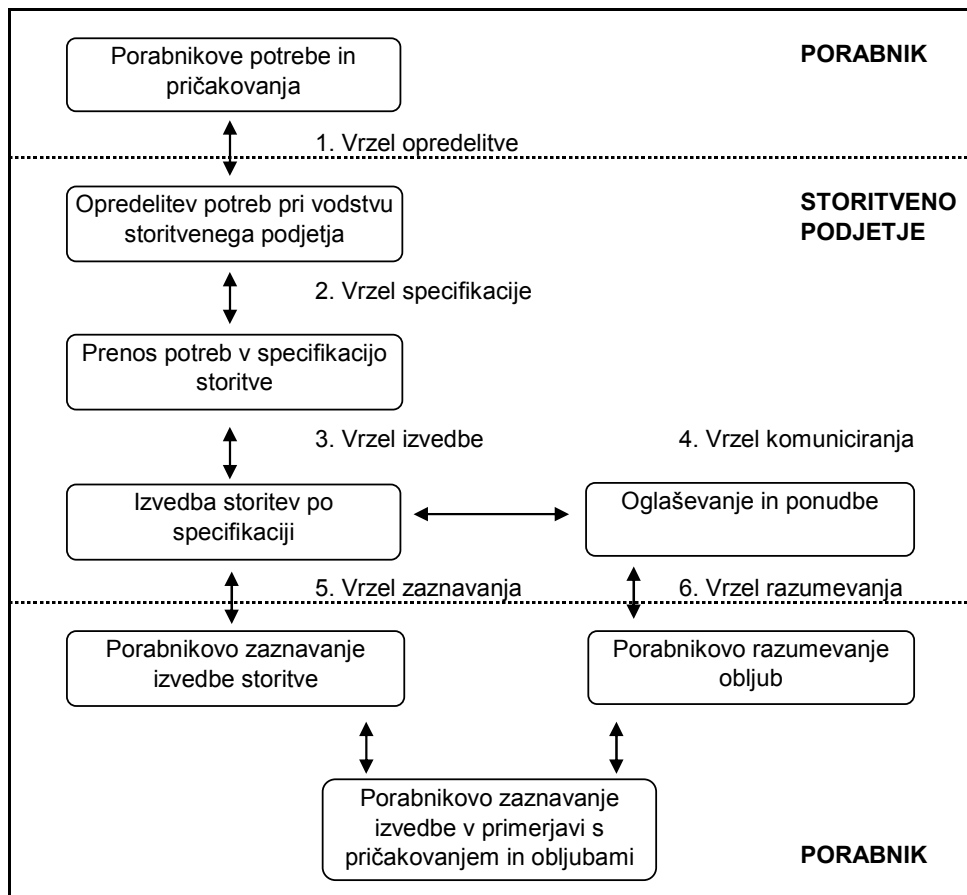 Porabnikove potrebe in
pričakovanja
PORABNIK
1. Vrzel opredelitve
Opredelitev potreb pri vodstvu
storitvenega podjetja
STORITVENO
PODJETJE
2. Vrzel specifikacije
Prenos potreb v specifikacijo
storitve
3. Vrzel izvedbe
4. Vrzel komuniciranja
Izvedba storitev po
specifikaciji
Oglaševanje in ponudbe
5. Vrzel zaznavanja
6. Vrzel razumevanja
Porabnikovo zaznavanje
izvedbe storitve
Porabnikovo razumevanje
obljub
Porabnikovo zaznavanje
izvedbe v primerjavi s
pričakovanjem in obljubami
PORABNIK